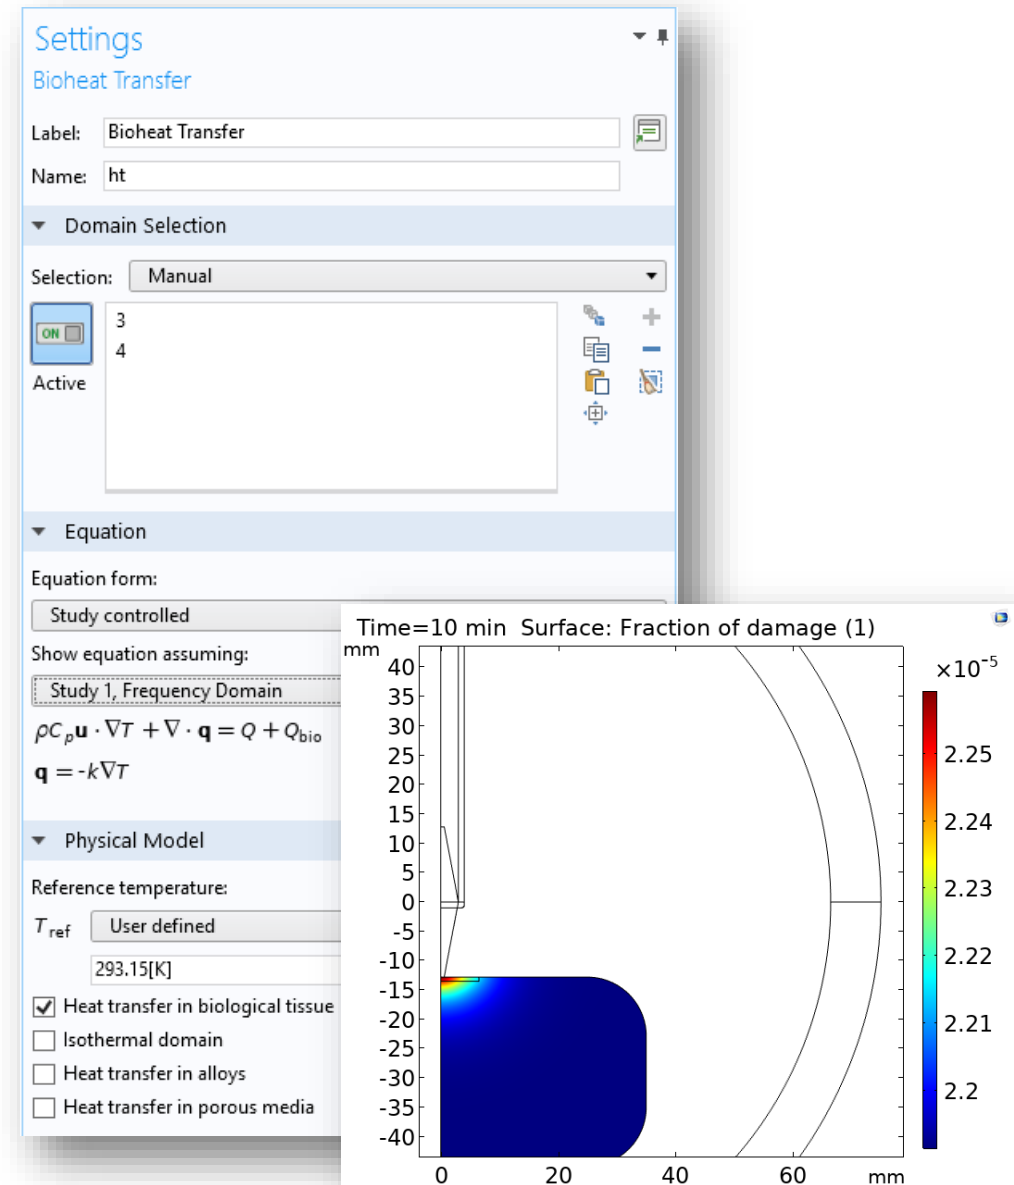 Settings
Bioheat Transfer
Label: Bioheat Transfer
Name: ht
Domain Selection
Selection: Manual
ON
3
4
Active
Equation
Equation form:
Study controlled
Show equation assuming:
Study 1, Frequency Domain
ρC_p u · ∇T + ∇ · q = Q + Q_bio
q = -k∇T
Physical Model
Reference temperature:
T_ref User defined
293.15[K]
Heat transfer in biological tissue
Isothermal domain
Heat transfer in alloys
Heat transfer in porous media
Time=10 min Surface: Fraction of damage (1)
mm
40
35
30
25
20
15
10
5
0
-5
-10
-15
-20
-25
-30
-35
-40
0 20 40 60 mm
×10⁻⁵
2.25
2.24
2.23
2.22
2.21
2.2